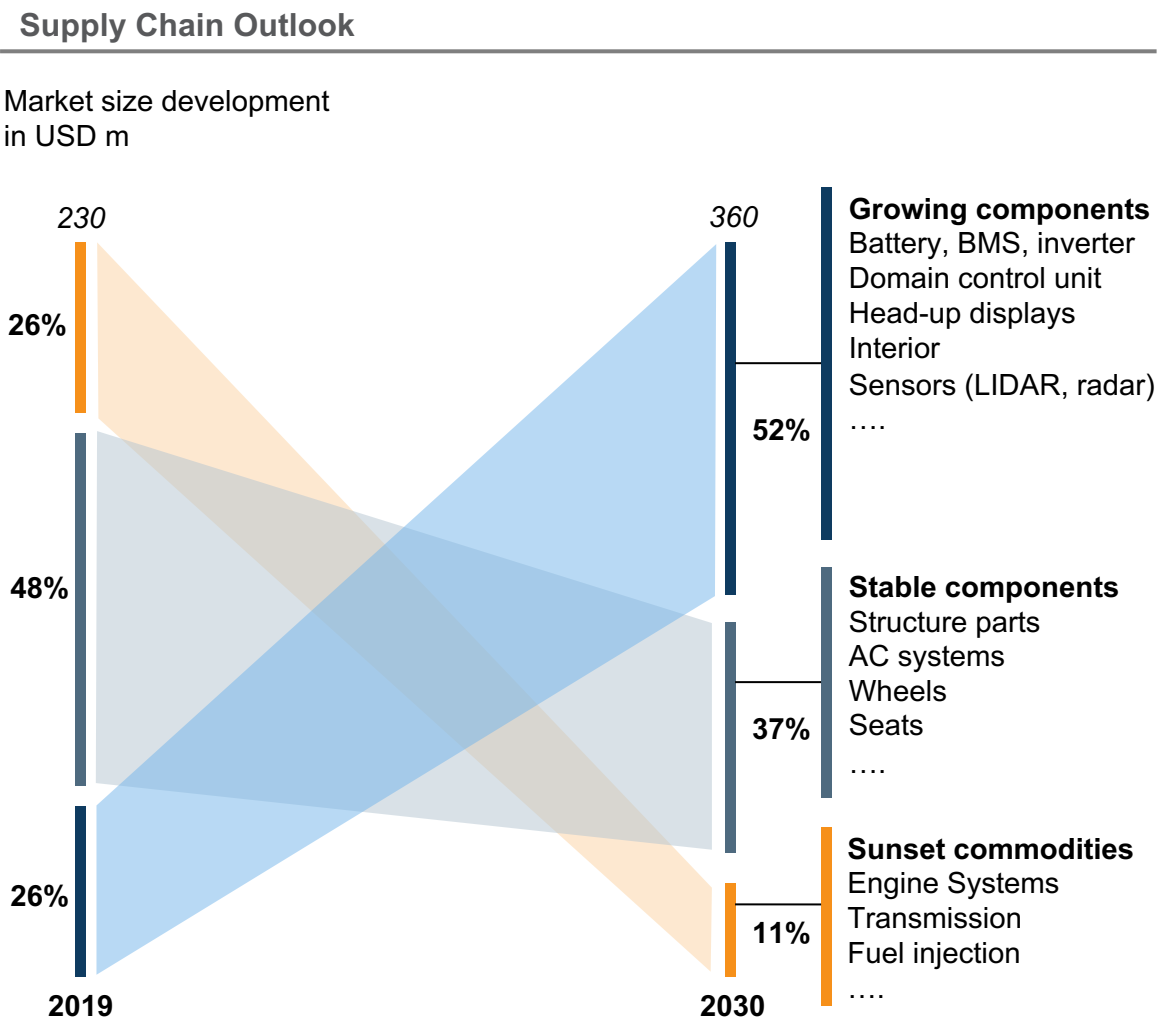 Supply Chain Outlook
Market size development
in USD m
230
26%
48%
26%
2019
360
52%
37%
11%
2030
Growing components
Battery, BMS, inverter
Domain control unit
Head-up displays
Interior
Sensors (LIDAR, radar)
….
Stable components
Structure parts
AC systems
Wheels
Seats
….
Sunset commodities
Engine Systems
Transmission
Fuel injection
….